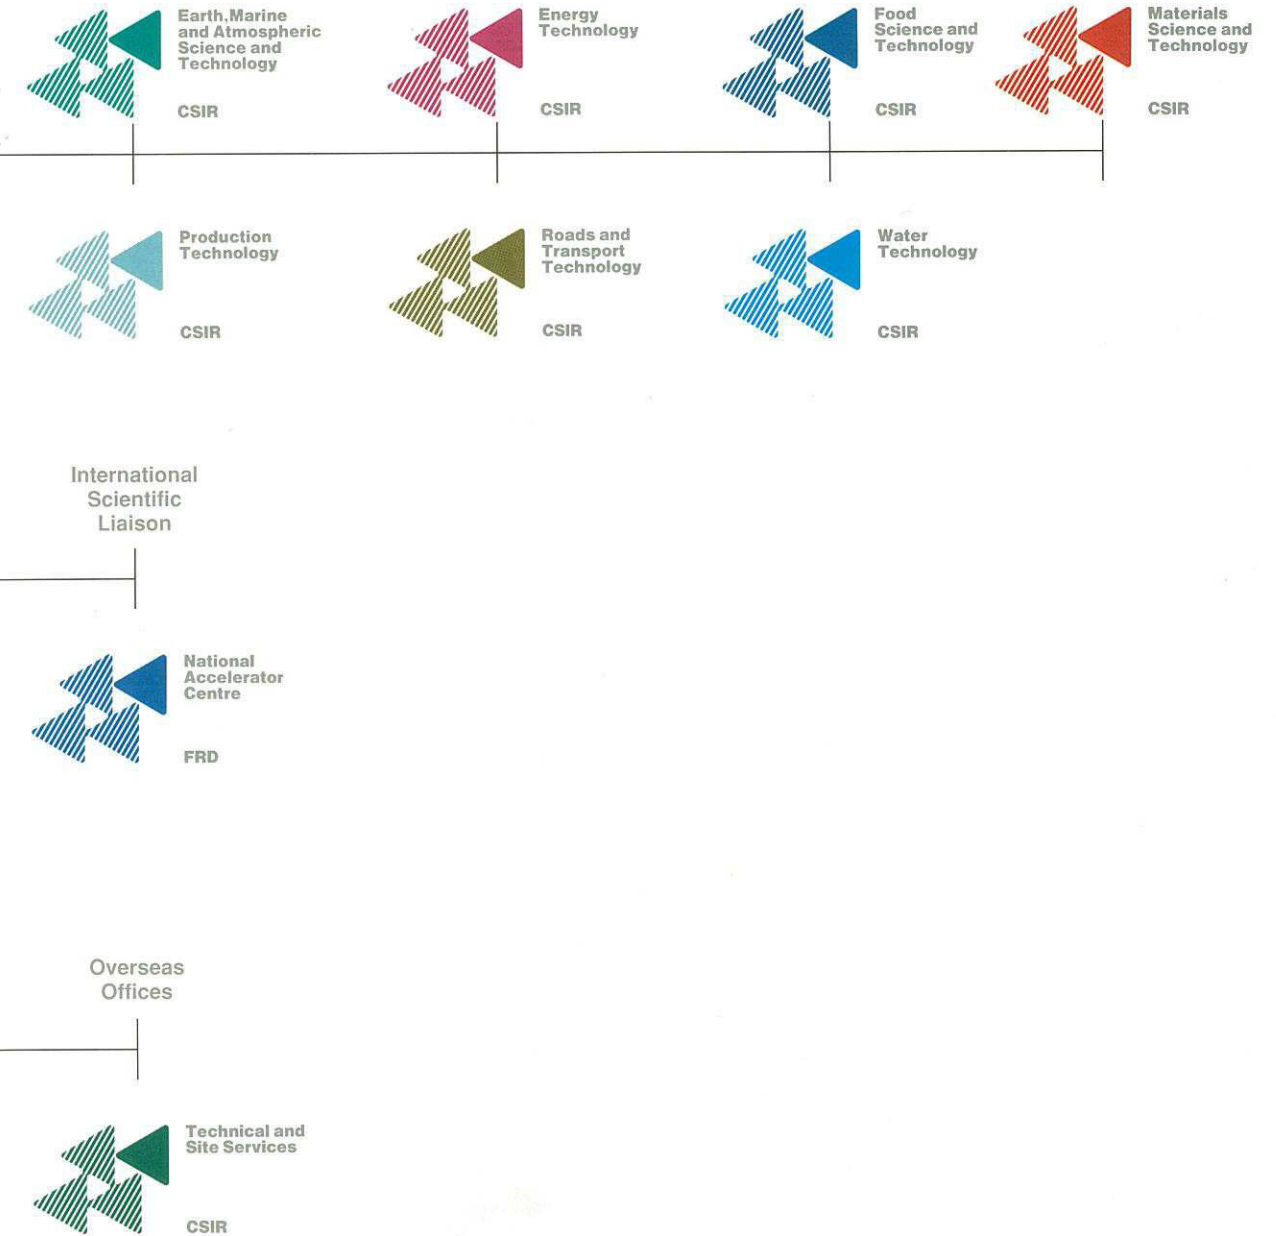 Earth,Marine
and Atmospheric
Science and
Technology
CSIR
Energy
Technology
CSIR
Food
Science and
Technology
CSIR
Materials
Science and
Technology
CSIR
Production
Technology
CSIR
Roads and
Transport
Technology
CSIR
Water
Technology
CSIR
International
Scientific
Liaison
National
Accelerator
Centre
FRD
Overseas
Offices
Technical and
Site Services
CSIR